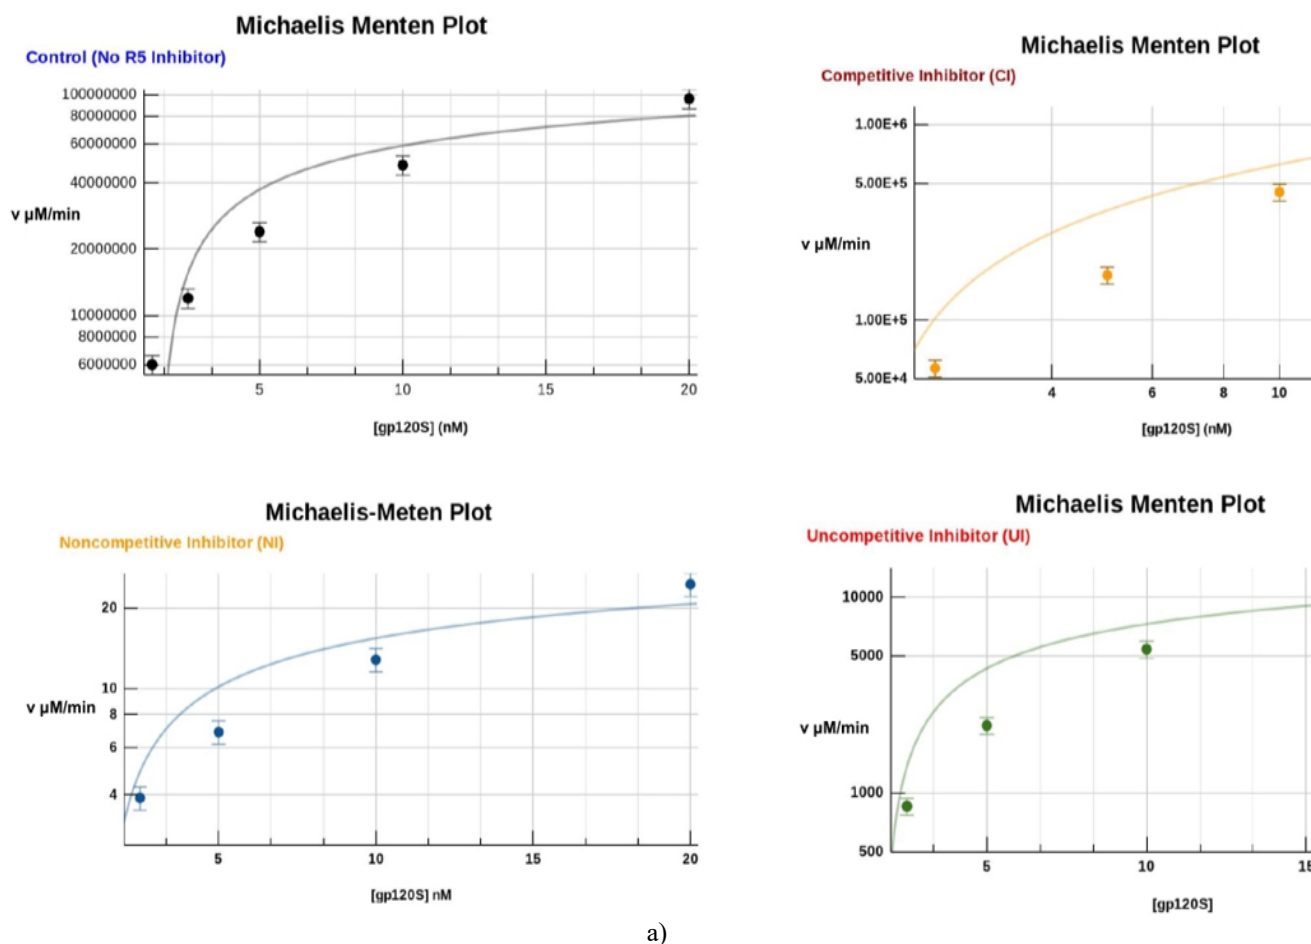 Michaelis Menten Plot
Control (No R5 Inhibitor)
100000000
80000000
60000000
40000000
v µM/min
20000000
10000000
8000000
6000000
5
10
15
20
[gp120S] (nM)
Michaelis Menten Plot
Competitive Inhibitor (CI)
1.00E+6
5.00E+5
v µM/min
1.00E+5
5.00E+4
4
6
8
10
[gp120S] (nM)
Michaelis-Meten Plot
Noncompetitive Inhibitor (NI)
20
10
v µM/min
8
6
4
5
10
15
20
[gp120S] nM
Michaelis Menten Plot
Uncompetitive Inhibitor (UI)
10000
5000
v µM/min
1000
500
5
10
[gp120S]
a)